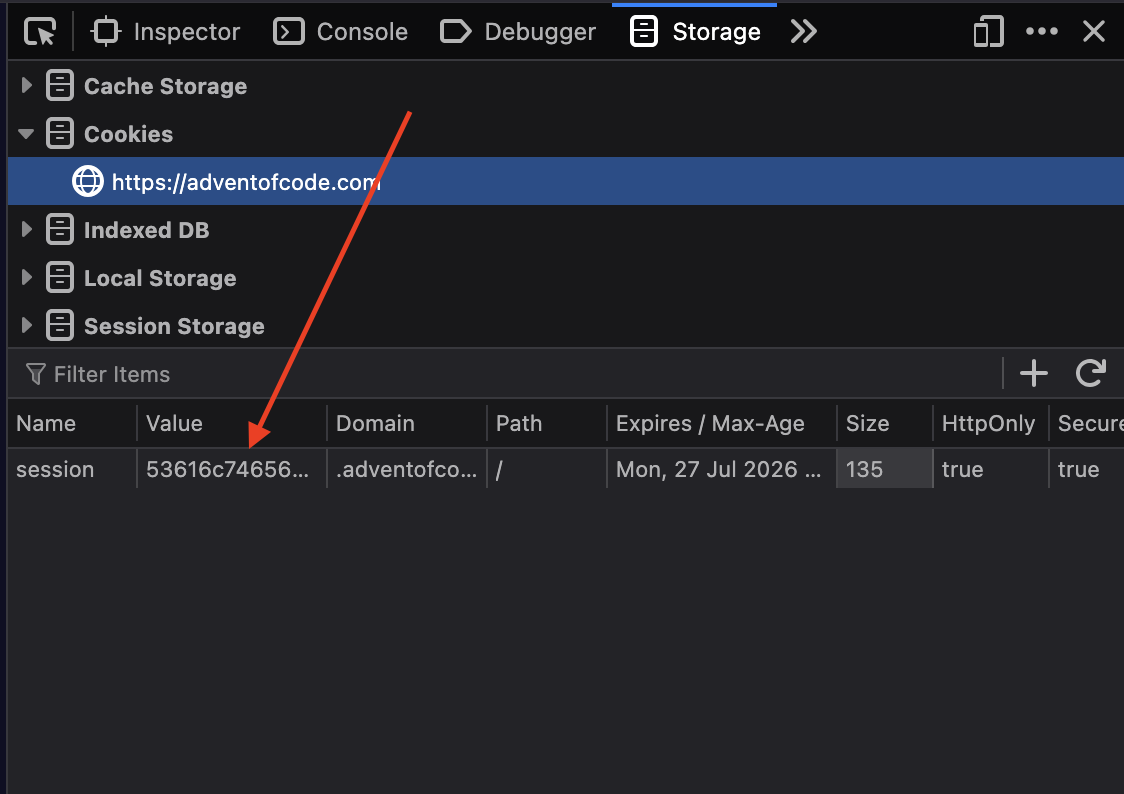 Inspector Console Debugger Storage
Cache Storage
Cookies
https://adventofcode.com
Indexed DB
Local Storage
Session Storage
Filter Items
Name Value Domain Path Expires / Max-Age Size HttpOnly Secure
session 53616c74656... .adventofco... / Mon, 27 Jul 2026 ... 135 true true